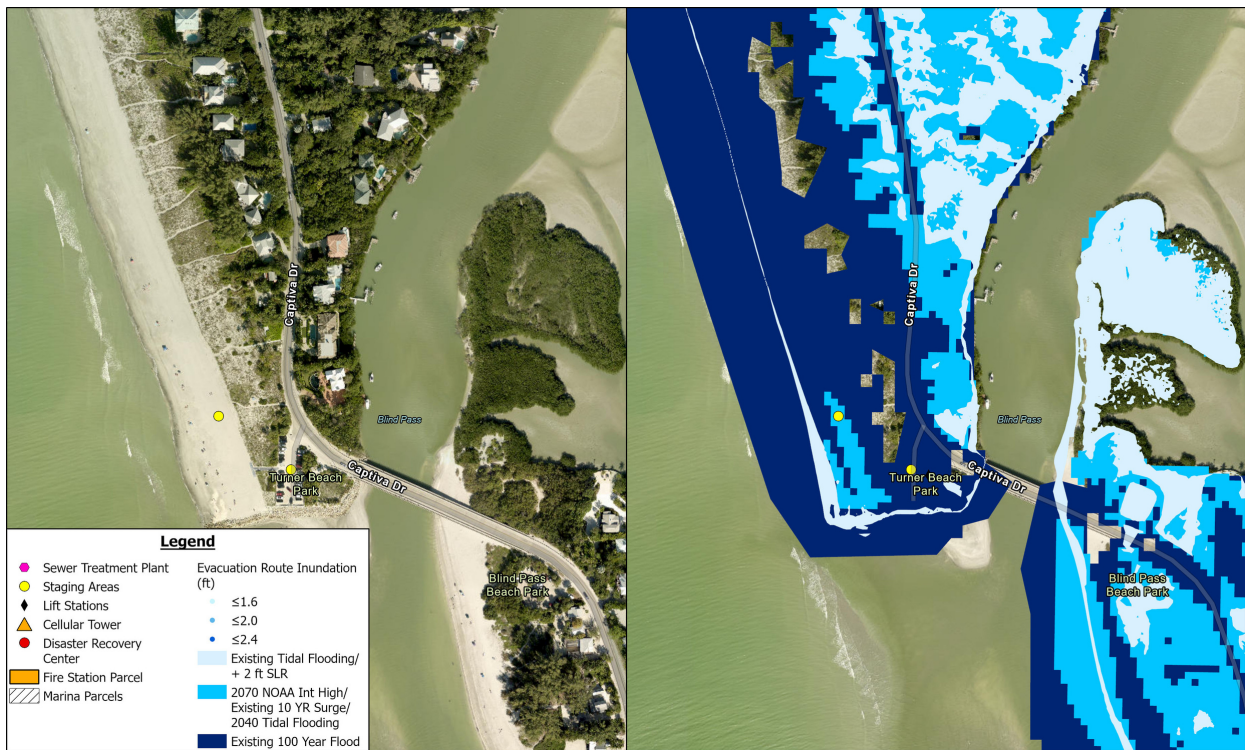 Captiva Dr
Blind Pass
Turner Beach
Park
Captiva Dr
Blind Pass
Beach Park
Legend
Sewer Treatment Plant
Staging Areas
Lift Stations
Cellular Tower
Disaster Recovery
Center
Fire Station Parcel
Marina Parcels
Evacuation Route Inundation
(ft)
≤1.6
≤2.0
≤2.4
Existing Tidal Flooding/
+ 2 ft SLR
2070 NOAA Int High/
Existing 10 YR Surge/
2040 Tidal Flooding
Existing 100 Year Flood
Captiva Dr
Blind Pass
Turner Beach
Park
Captiva Dr
Blind Pass
Beach Park